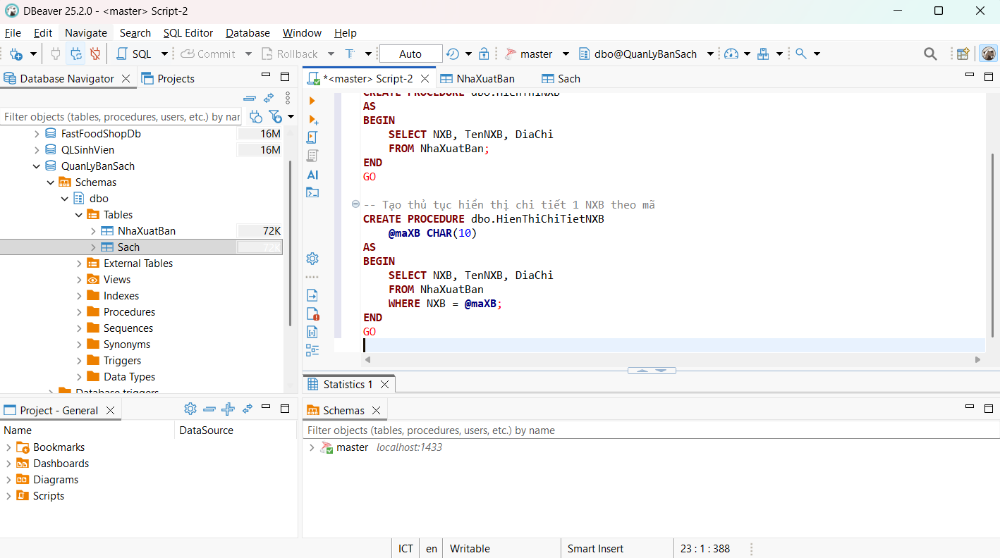 DBeaver 25.2.0 - <master> Script-2
File Edit Navigate Search SQL Editor Database Window Help
SQL Commit Rollback T Auto master dbo@QuanLyBanSach
Database Navigator Projects
Filter objects (tables, procedures, users, etc.) by nar
FastFoodShopDb 16M
QLSinhVien 16M
QuanLyBanSach
Schemas
dbo
Tables
NhaXuatBan 72K
Sach 72K
External Tables
Views
Indexes
Procedures
Sequences
Synonyms
Triggers
Data Types
Database triggers
*<master> Script-2 NhaXuatBan Sach
CREATE PROCEDURE dbo.HienThiNXB
AS
BEGIN
SELECT NXB, TenNXB, DiaChi
FROM NhaXuatBan;
END
GO
-- Tạo thủ tục hiển thị chi tiết 1 NXB theo mã
CREATE PROCEDURE dbo.HienThiChiTietNXB
@maXB CHAR(10)
AS
BEGIN
SELECT NXB, TenNXB, DiaChi
FROM NhaXuatBan
WHERE NXB = @maXB;
END
GO
AI
Statistics 1
Project - General
Name DataSource
Bookmarks
Dashboards
Diagrams
Scripts
Schemas
Filter objects (tables, procedures, users, etc.) by name
master localhost:1433
ICT en Writable Smart Insert 23 : 1 : 388